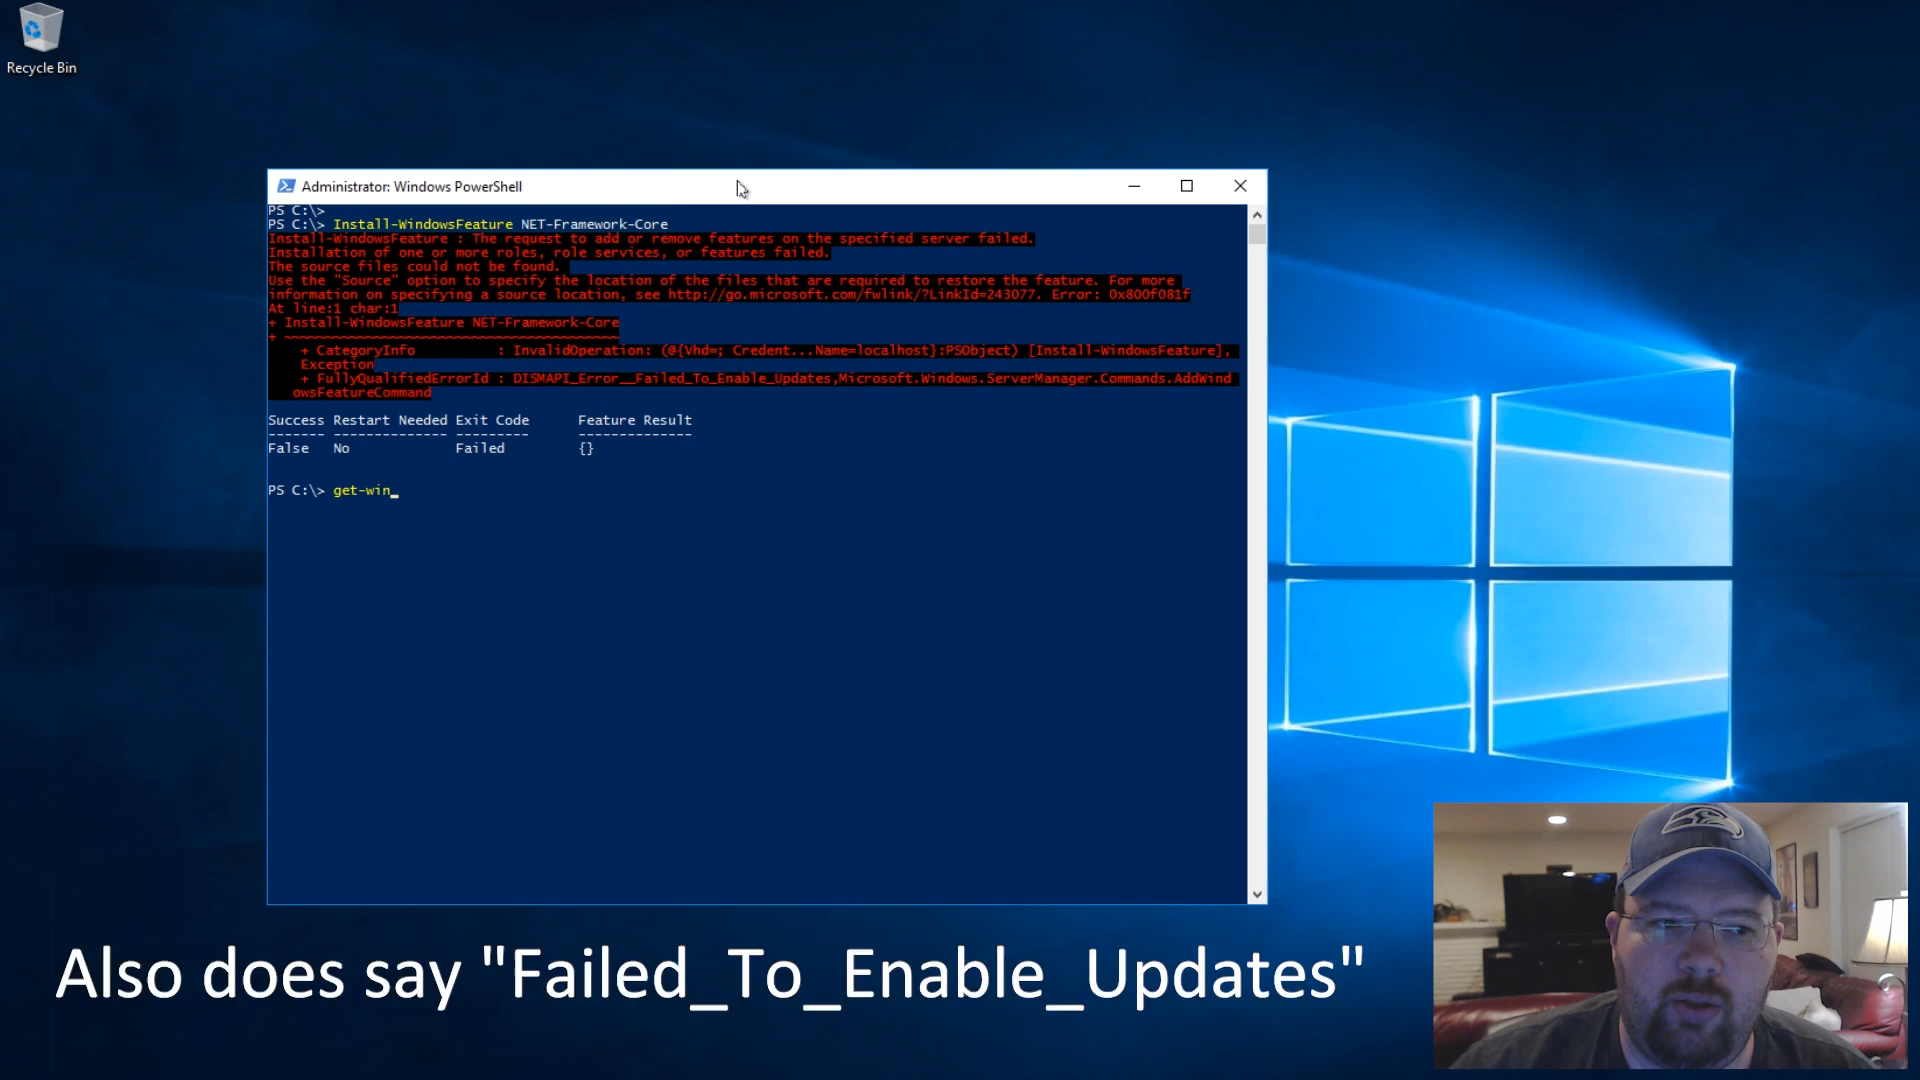 Recycle Bin
Administrator: Windows PowerShell
PS C:\>
PS C:\> Install-WindowsFeature NET-Framework-Core
Install-WindowsFeature : The request to add or remove features on the specified server failed.
Installation of one or more roles, role services, or features failed.
The source files could not be found.
Use the "Source" option to specify the location of the files that are required to restore the feature. For more
information on specifying a source location, see http://go.microsoft.com/fwlink/?LinkId=243077. Error: 0x800f081f
At line:1 char:1
+ Install-WindowsFeature NET-Framework-Core
+ ~~~~~~~~~~~~~~~~~~~~~~~~~~~~~~~~~~~~~~~~~
    + CategoryInfo          : InvalidOperation: (@{Vhd=; Credent...Name=localhost}:PSObject) [Install-WindowsFeature],
    Exception
    + FullyQualifiedErrorId : DISMAPI_Error__Failed_To_Enable_Updates,Microsoft.Windows.ServerManager.Commands.AddWind
   owsFeatureCommand
Success Restart Needed Exit Code      Feature Result
------- -------------- ---------      --------------
False   No             Failed         {}
PS C:\> get-win_
Also does say "Failed_To_Enable_Updates"